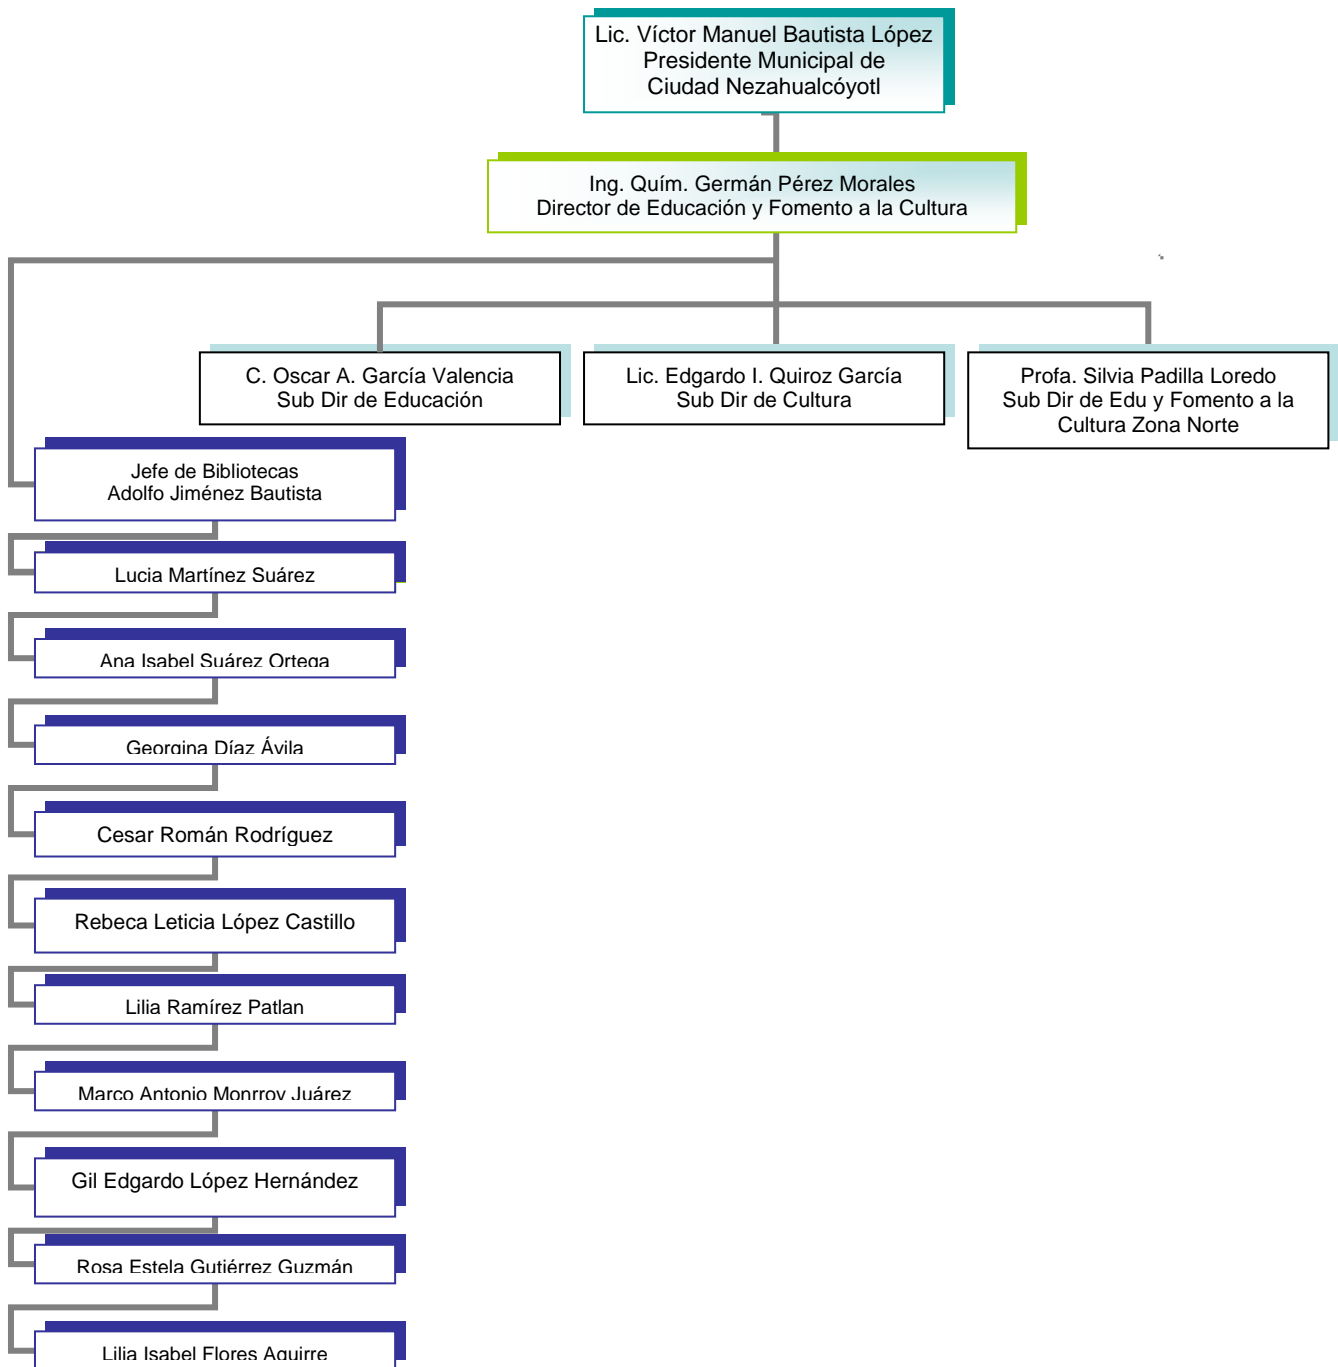 Lic. Víctor Manuel Bautista López
Presidente Municipal de
Ciudad Nezahualcóyotl
Ing. Quím. Germán Pérez Morales
Director de Educación y Fomento a la Cultura
C. Oscar A. García Valencia
Sub Dir de Educación
Lic. Edgardo I. Quiroz García
Sub Dir de Cultura
Profa. Silvia Padilla Loredo
Sub Dir de Edu y Fomento a la
Cultura Zona Norte
Jefe de Bibliotecas
Adolfo Jiménez Bautista
Lucia Martínez Suárez
Ana Isabel Suárez Ortega
Georgina Díaz Ávila
Cesar Román Rodríguez
Rebeca Leticia López Castillo
Lilia Ramírez Patlan
Marco Antonio Monrroy Juárez
Gil Edgardo López Hernández
Rosa Estela Gutiérrez Guzmán
Lilia Isabel Flores Aguirre